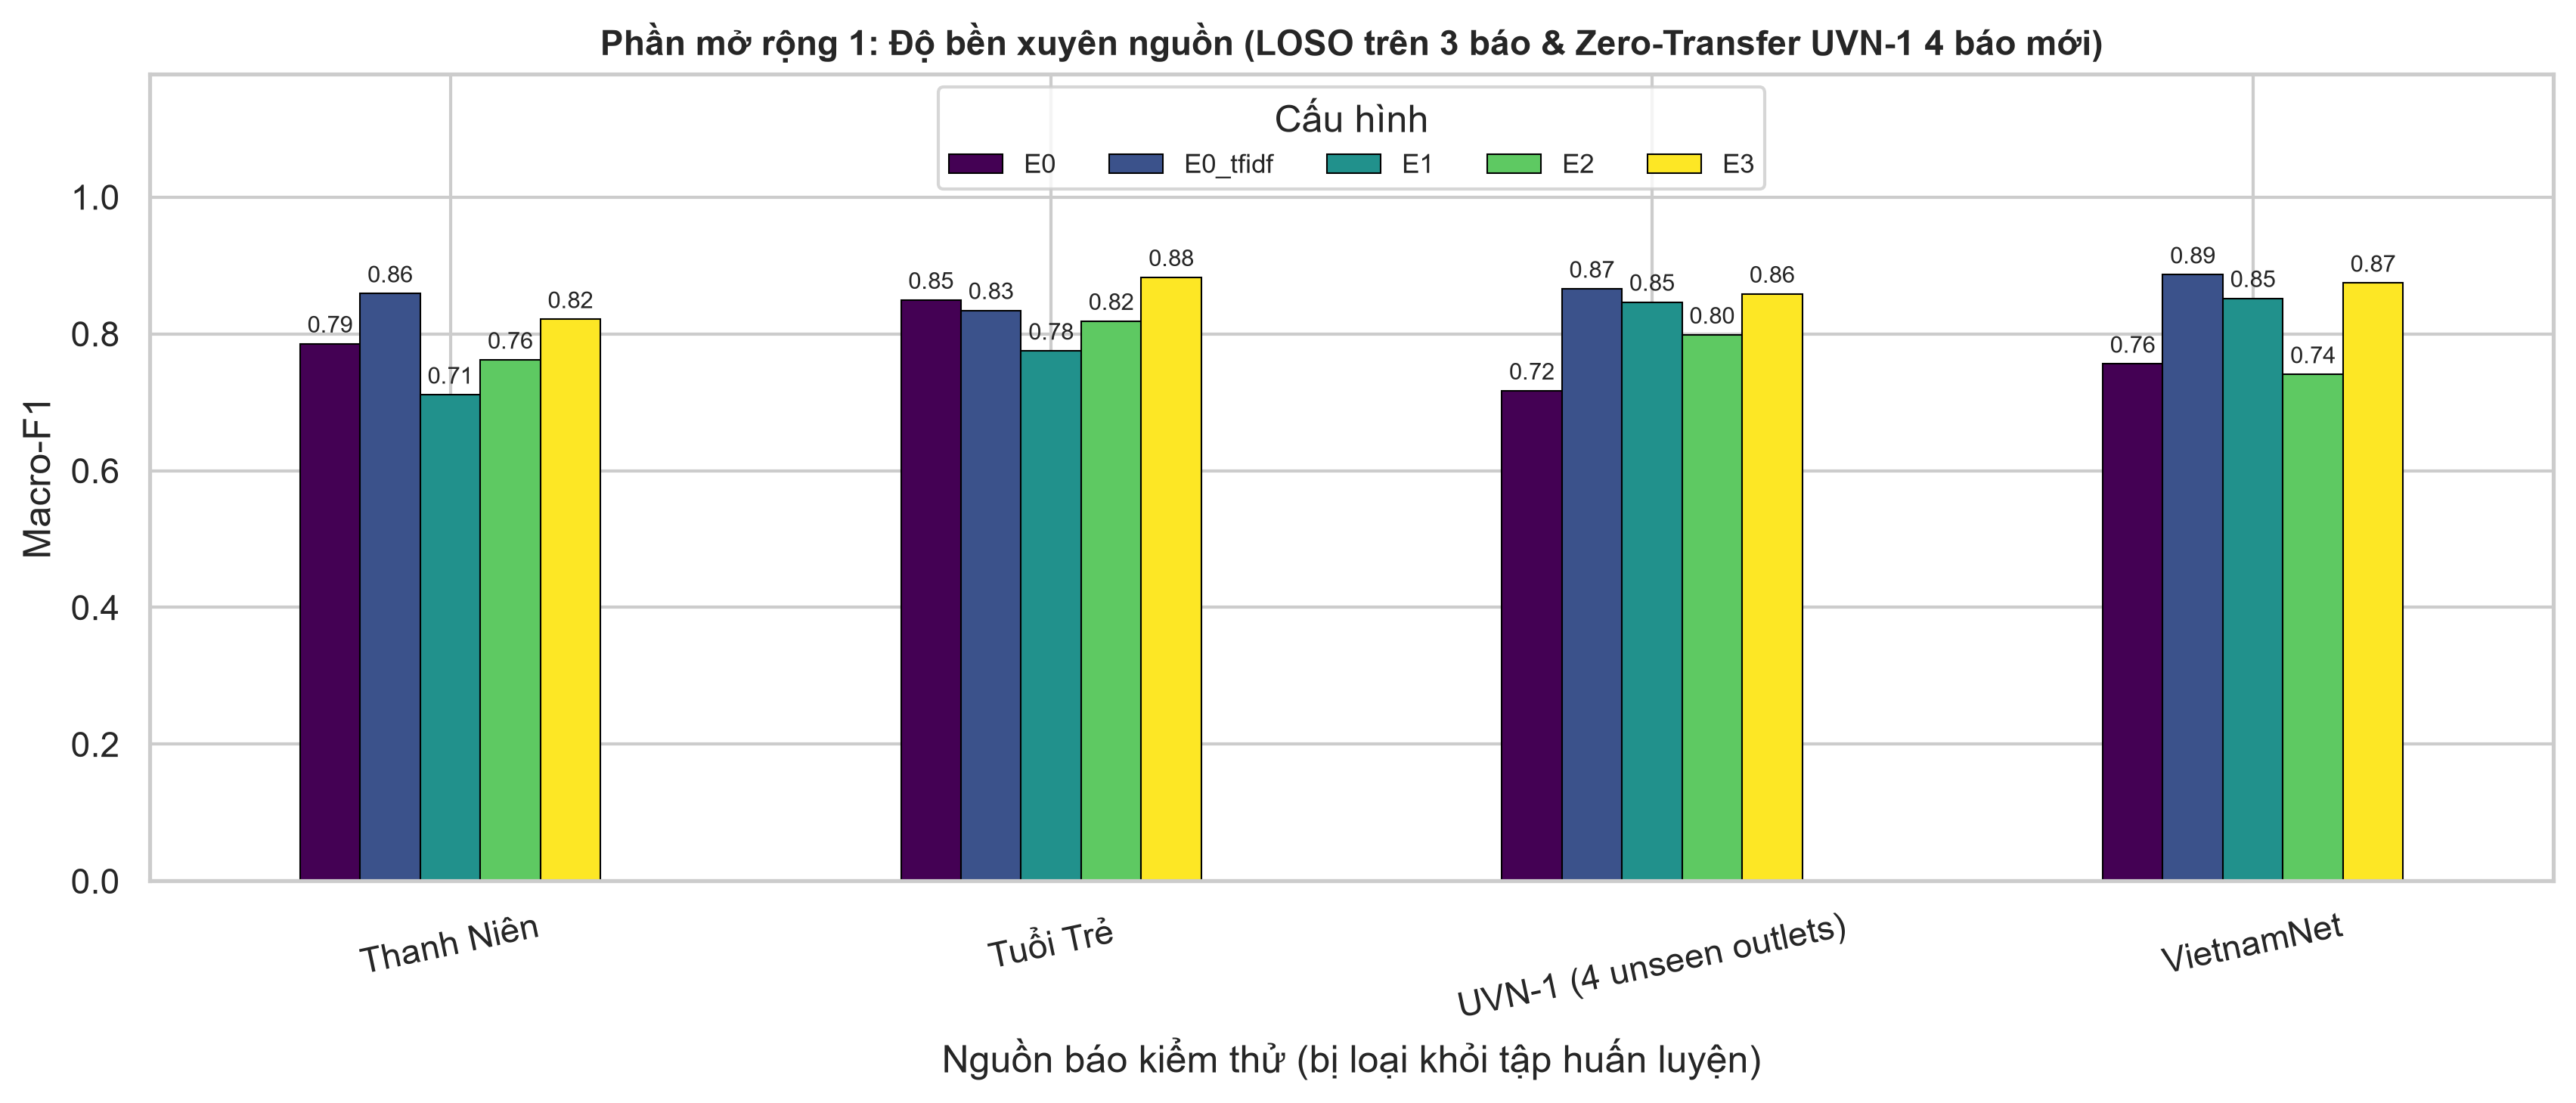 Phần mở rộng 1: Độ bền xuyên nguồn (LOSO trên 3 báo & Zero-Transfer UVN-1 4 báo mới)
Cấu hình
E0 E0_tfidf E1 E2 E3
Macro-F1
1.0
0.8
0.6
0.4
0.2
0.0
0.79 0.86 0.71 0.76 0.82
0.85 0.83 0.78 0.82 0.88
0.72 0.87 0.85 0.80 0.86
0.76 0.89 0.85 0.74 0.87
Thanh Niên
Tuổi Trẻ
UVN-1 (4 unseen outlets)
VietnamNet
Nguồn báo kiểm thử (bị loại khỏi tập huấn luyện)